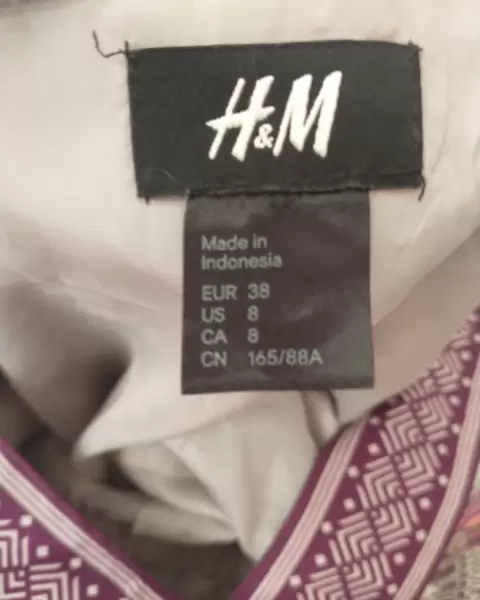 H&M
Made in
Indonesia
EUR 38
US 8
CA 8
CN 165/88A